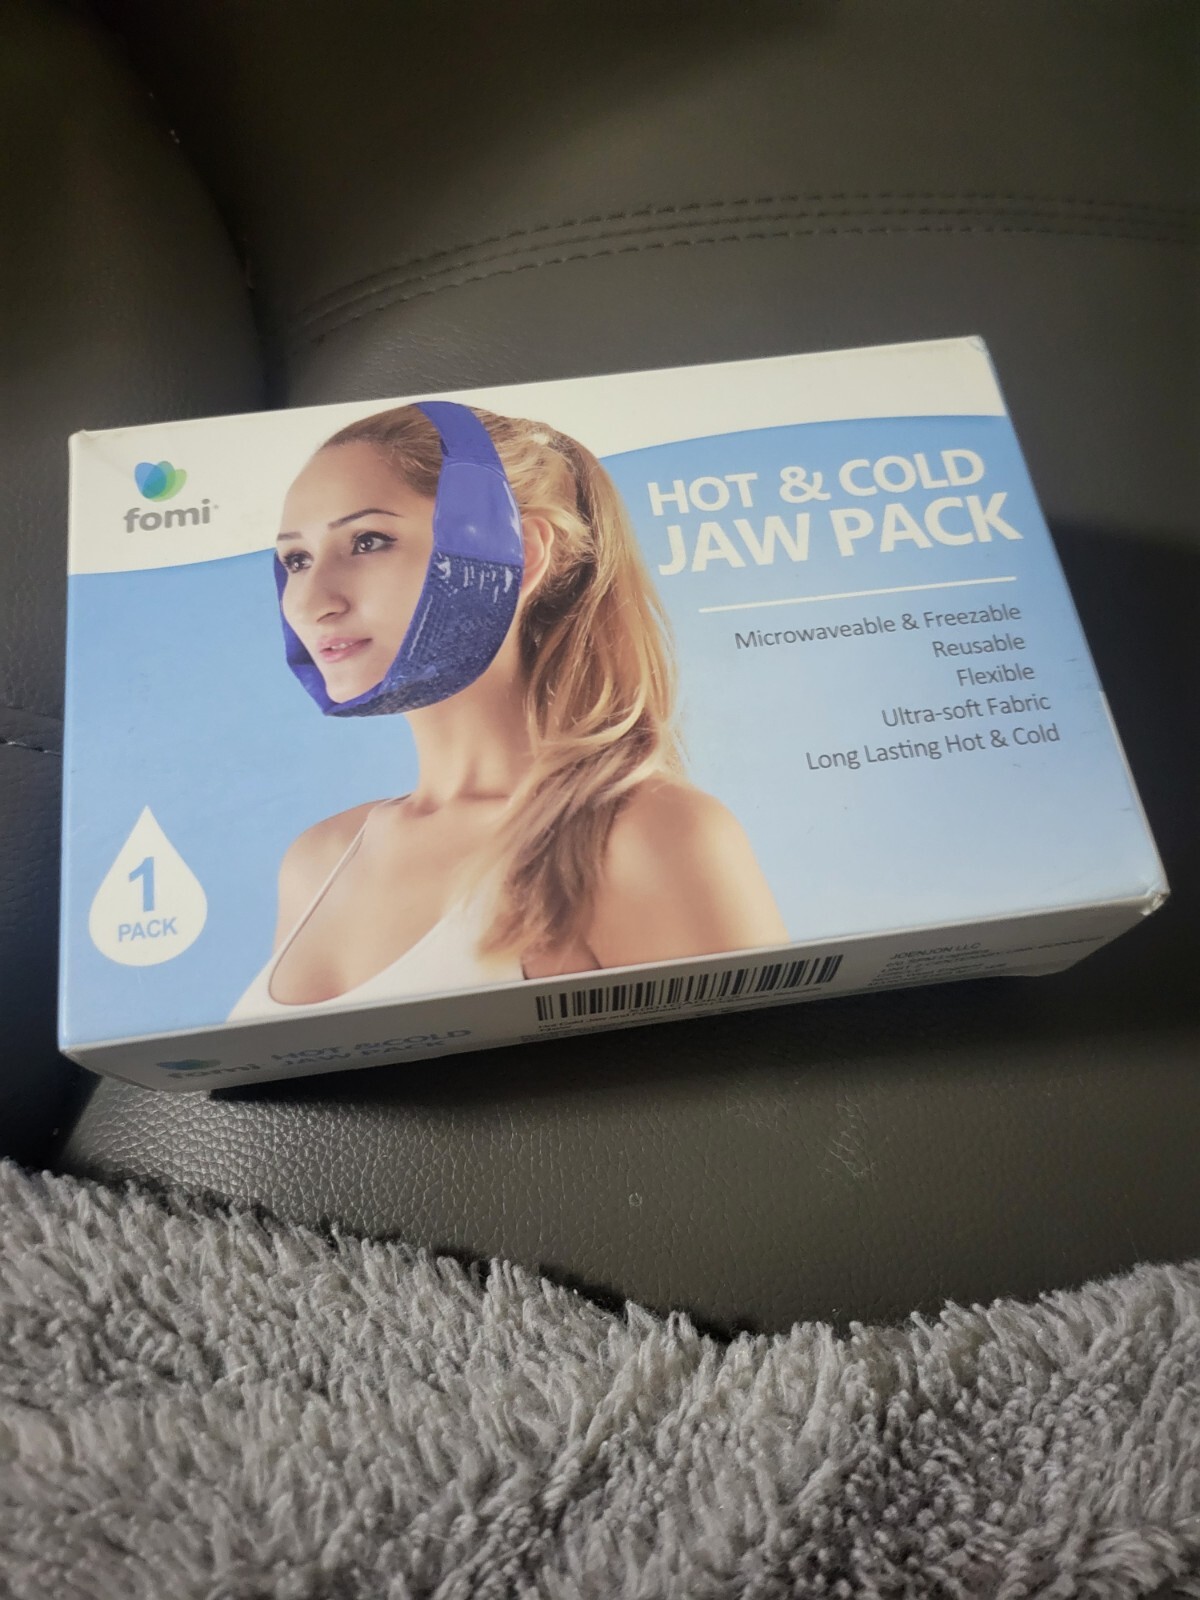 fomi
HOT & COLD
JAW PACK
Microwaveable & Freezable
Reusable
Flexible
Ultra-soft Fabric
Long Lasting Hot & Cold
1
PACK
fomi
HOT & COLD
JAW PACK
JOENJON LLC